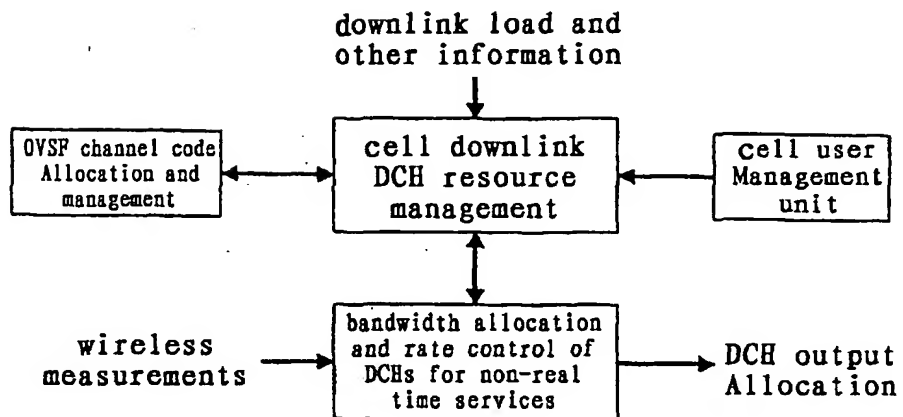 downlink load and
other information
OVSF channel code
Allocation and
management
cell downlink
DCH resource
management
cell user
Management
unit
wireless
measurements
bandwidth allocation
and rate control of
DCHs for non-real
time services
DCH output
Allocation